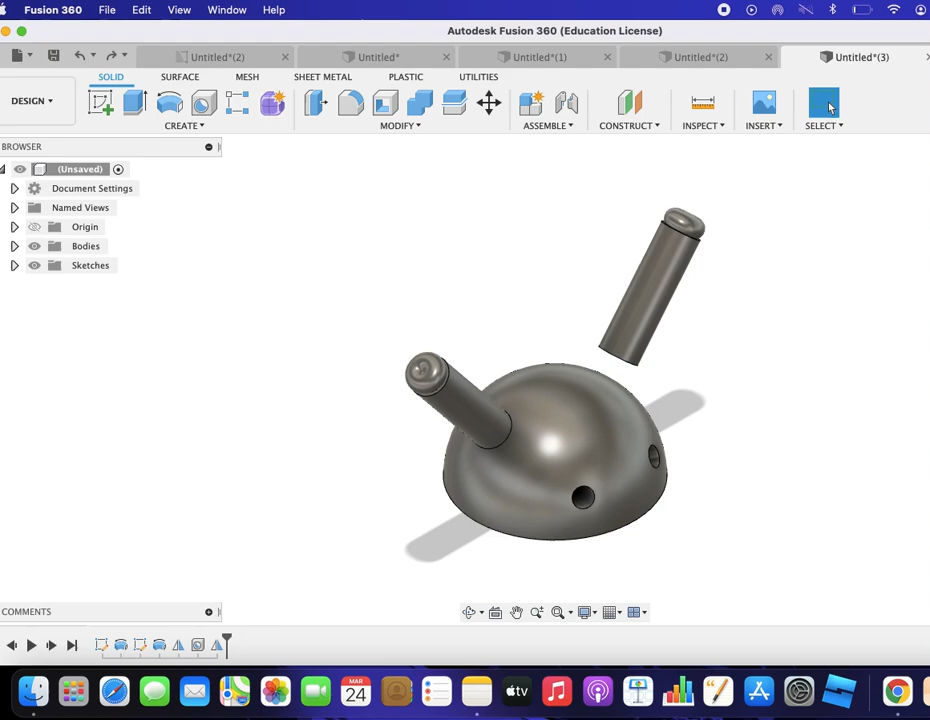 Fusion 360 File Edit View Window Help
Autodesk Fusion 360 (Education License)
Untitled*(2) Untitled* Untitled*(1) Untitled*(2) Untitled*(3)
SOLID SURFACE MESH SHEET METAL PLASTIC UTILITIES
DESIGN
CREATE MODIFY ASSEMBLE CONSTRUCT INSPECT INSERT SELECT
BROWSER
(Unsaved)
Document Settings
Named Views
Origin
Bodies
Sketches
COMMENTS
MAR
24
tv